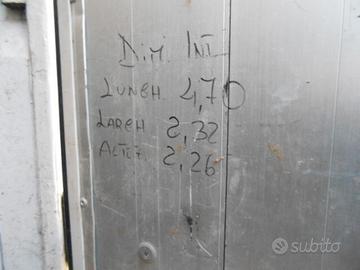 Dim. INT
LUNGH 4,70
LARGH 2,32
ALTEZ 2,26
subito